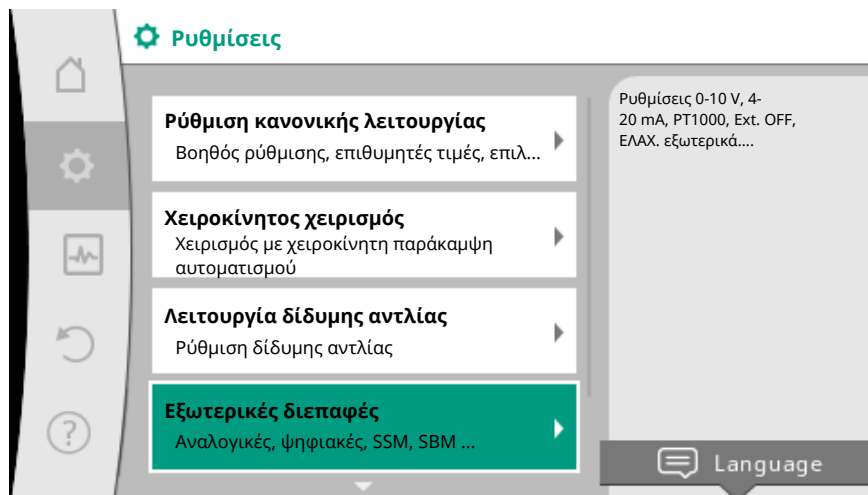 Ρυθμίσεις
Ρύθμιση κανονικής λειτουργίας
Βοηθός ρύθμισης, επιθυμητές τιμές, επιλ...
Χειροκίνητος χειρισμός
Χειρισμός με χειροκίνητη παράκαμψη
αυτοματισμού
Λειτουργία δίδυμης αντλίας
Ρύθμιση δίδυμης αντλίας
Εξωτερικές διεπαφές
Αναλογικές, ψηφιακές, SSM, SBM ...
Ρυθμίσεις 0-10 V, 4-
20 mA, PT1000, Ext. OFF,
ΕΛΑΧ. εξωτερικά....
Language